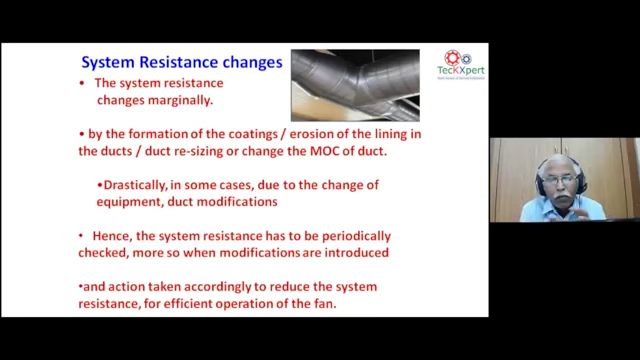 System Resistance changes
TecKXpert
• The system resistance
changes marginally.
• by the formation of the coatings / erosion of the lining in
the ducts / duct re-sizing or change the MOC of duct.
•Drastically, in some cases, due to the change of
equipment, duct modifications
• Hence, the system resistance has to be periodically
checked, more so when modifications are introduced
•and action taken accordingly to reduce the system
resistance, for efficient operation of the fan.